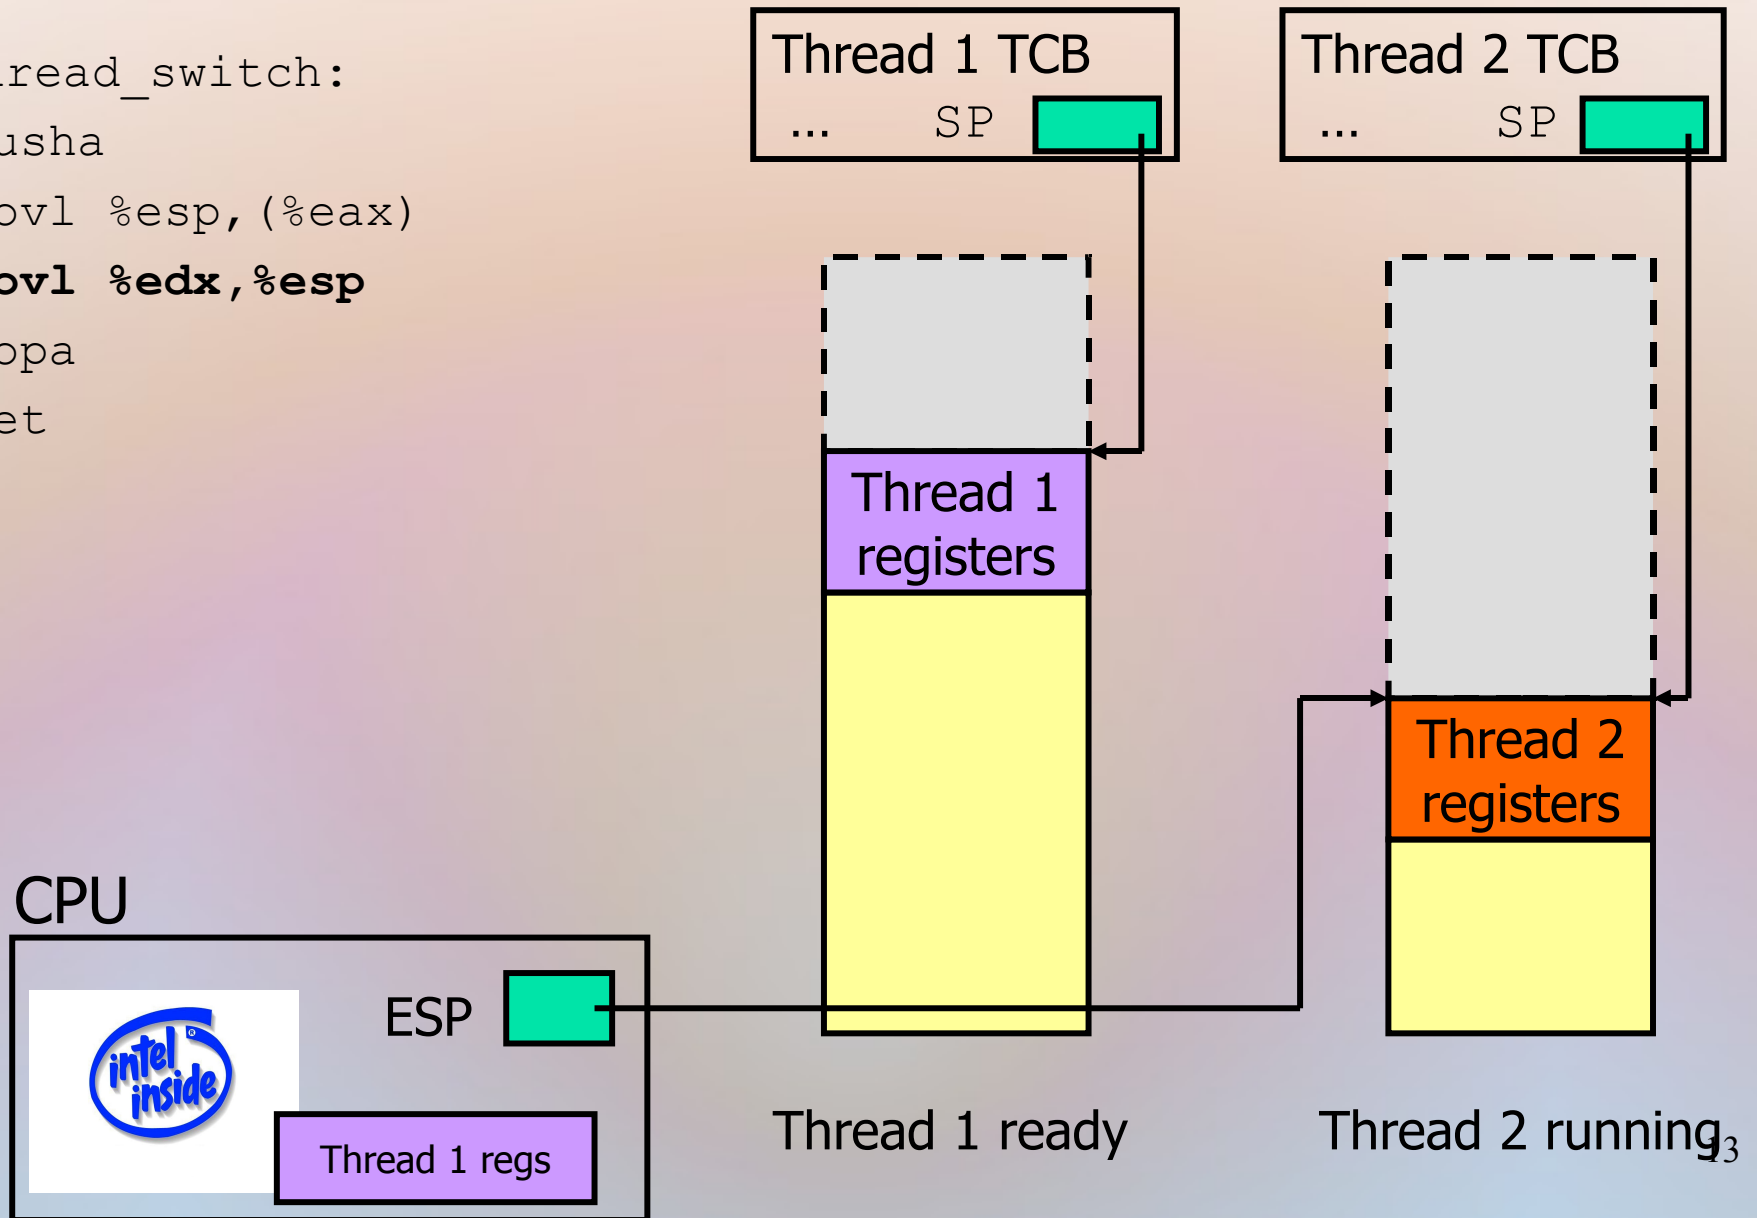 read_switch:
usha
ovl %esp,(%eax)
ovl %edx,%esp
opa
et
Thread 1 TCB
... SP
Thread 2 TCB
... SP
Thread 1
registers
Thread 2
registers
CPU
ESP
intel
inside
®
Thread 1 regs
Thread 1 ready
Thread 2 running
13